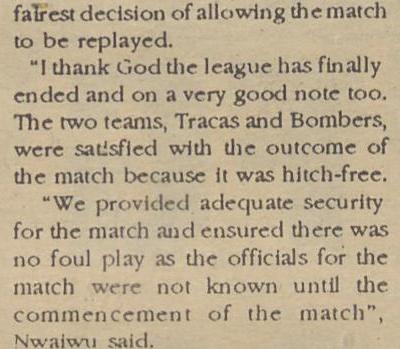 fairest decision of allowing the match
to be replayed.
"I thank God the league has finally
ended and on a very good note too.
The two teams, Tracas and Bombers,
were satisfied with the outcome of
the match because it was hitch-free.
"We provided adequate security
for the match and ensured there was
no foul play as the officials for the
match were not known until the
commencement of the match",
Nwaiwu said.